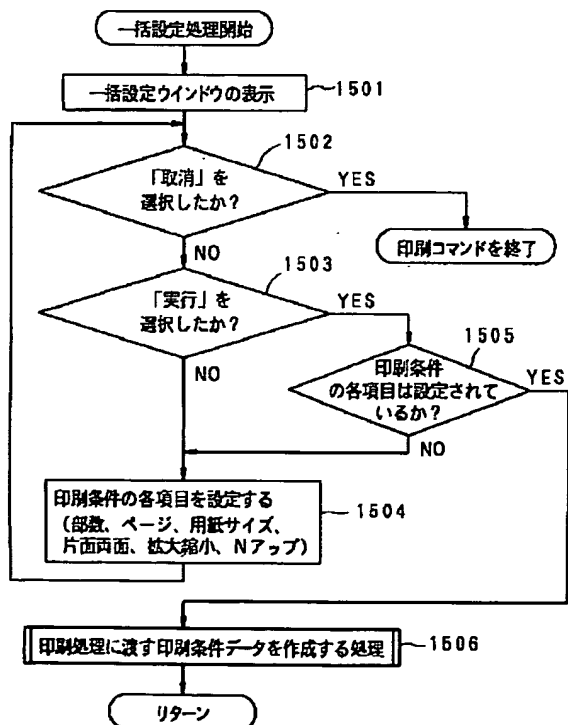 一括設定処理開始
一括設定ウインドウの表示
1501
1502
「取消」を
選択したか?
YES
印刷コマンドを終了
NO
1503
「実行」を
選択したか?
YES
1505
印刷条件
の各項目は設定されて
いるか?
YES
NO
NO
印刷条件の各項目を設定する
(部数、ページ、用紙サイズ、
片面両面、拡大縮小、Nアップ)
1504
印刷処理に渡す印刷条件データを作成する処理
1506
リターン